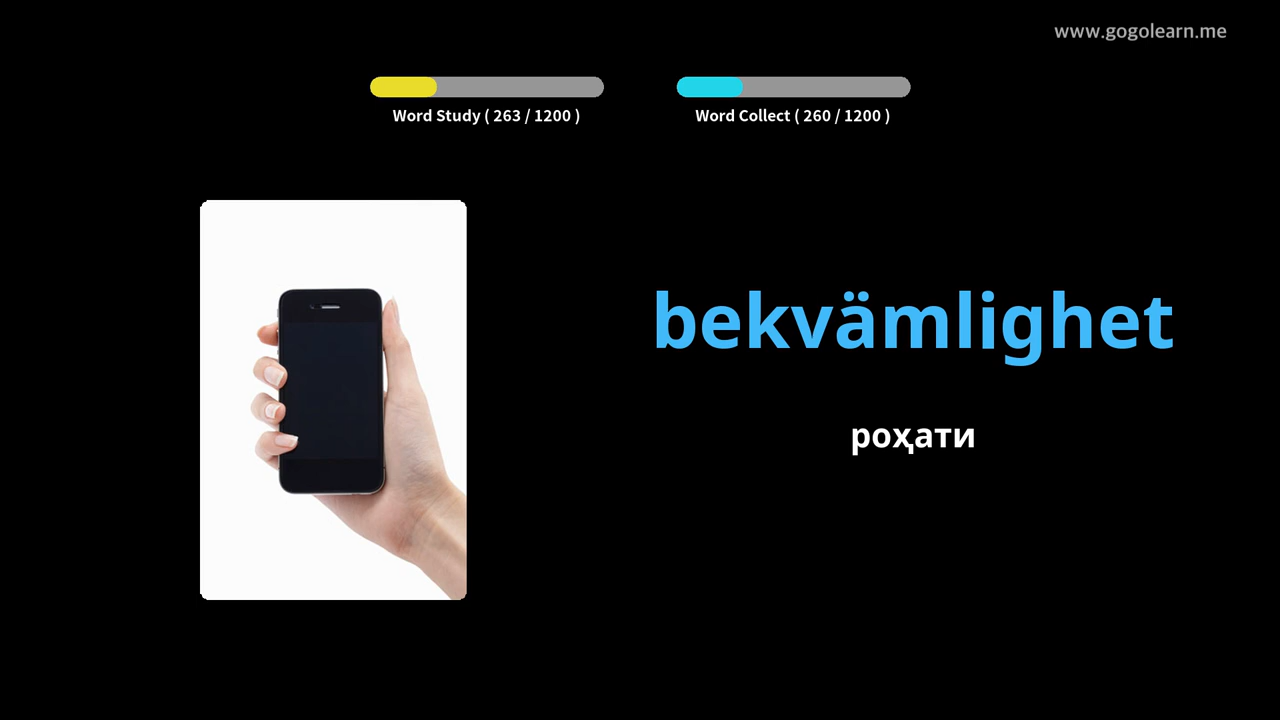 www.gogolearn.me
Word Study ( 263 / 1200 )
Word Collect ( 260 / 1200 )
bekvämlighet
роҳати